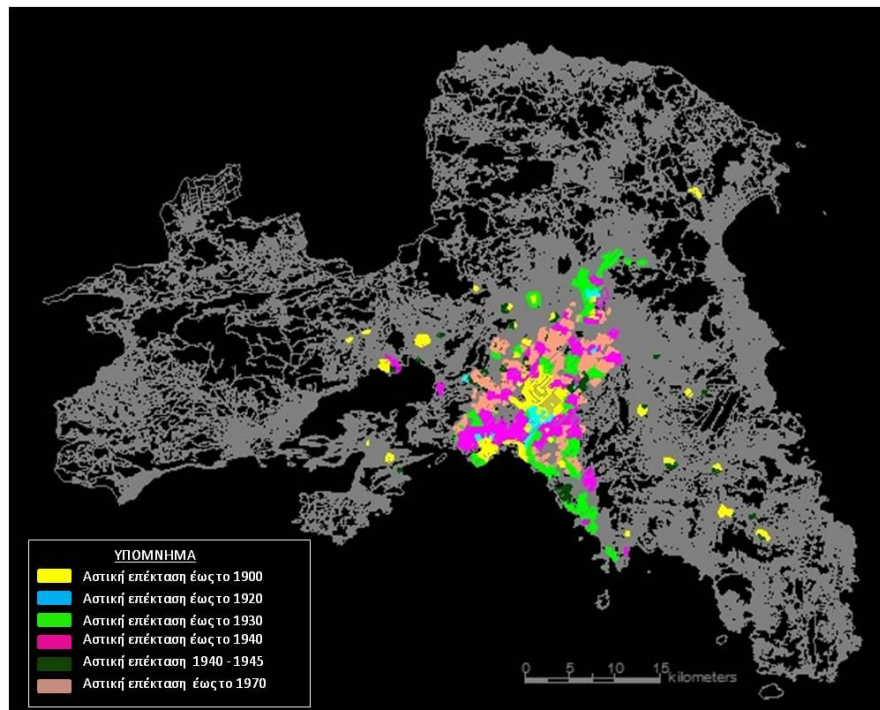 ΥΠΟΜΝΗΜΑ
Αστική επέκταση έως το 1900
Αστική επέκταση έως το 1920
Αστική επέκταση έως το 1930
Αστική επέκταση έως το 1940
Αστική επέκταση 1940 - 1945
Αστική επέκταση έως το 1970
0 5 10 15
kilometers